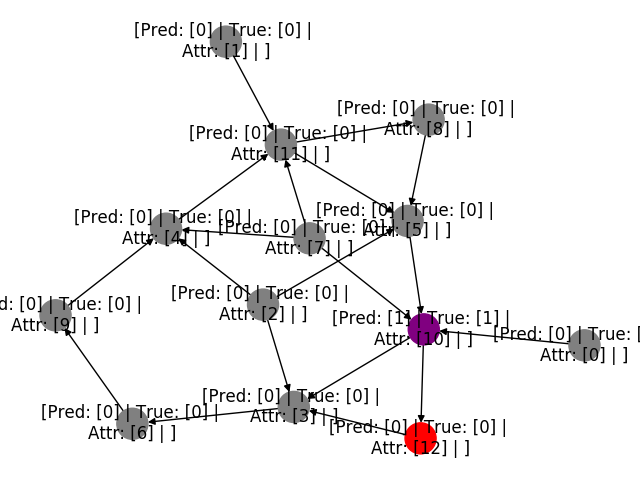 [Pred: [0] | True: [0] |
Attr: [1] | ]
[Pred: [0] | True: [0] |
Attr: [8] | ]
[Pred: [0] | True: [0] |
Attr: [11] | ]
[Pred: [0] | True: [0] |
Attr: [5] | ]
[Pred: [0] | True: [0] |
Attr: [4] | ]
[Pred: [0] | True: [0] |
Attr: [7] | ]
[Pred: [0] | True: [0] |
Attr: [2] | ]
d: [0] | True: [0] |
Attr: [9] | ]
[Pred: [1] | True: [1] |
Attr: [10] | ]
[Pred: [0] | True: [
Attr: [0] | ]
[Pred: [0] | True: [0] |
Attr: [3] | ]
[Pred: [0] | True: [0] |
Attr: [6] | ]
[Pred: [0] | True: [0] |
Attr: [12] | ]